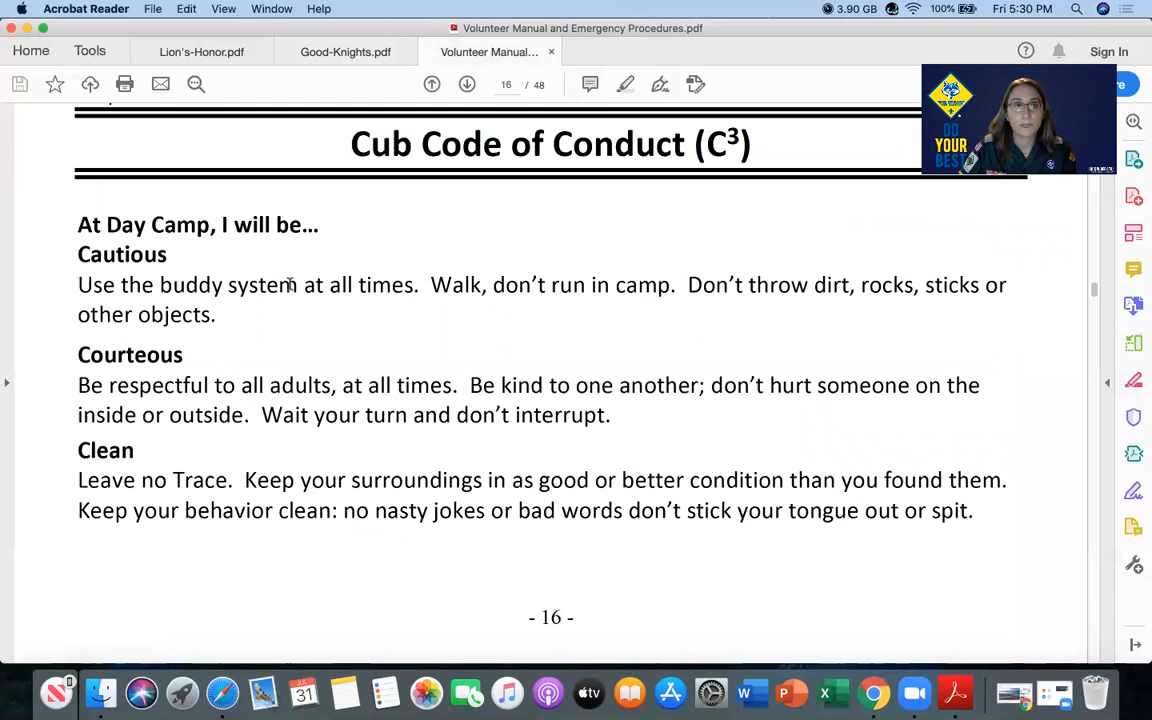 Acrobat Reader File Edit View Window Help 3.90 GB 100% Fri 5:30 PM
Volunteer Manual and Emergency Procedures.pdf
Home Tools Lion's-Honor.pdf Good-Knights.pdf Volunteer Manual... × Sign In
16 / 48
Cub Code of Conduct (C³)
DO
YOUR
BEST
At Day Camp, I will be…
Cautious
Use the buddy system at all times. Walk, don’t run in camp. Don’t throw dirt, rocks, sticks or
other objects.
Courteous
Be respectful to all adults, at all times. Be kind to one another; don’t hurt someone on the
inside or outside. Wait your turn and don’t interrupt.
Clean
Leave no Trace. Keep your surroundings in as good or better condition than you found them.
Keep your behavior clean: no nasty jokes or bad words don’t stick your tongue out or spit.
- 16 -
JUL
31
tv
W P X